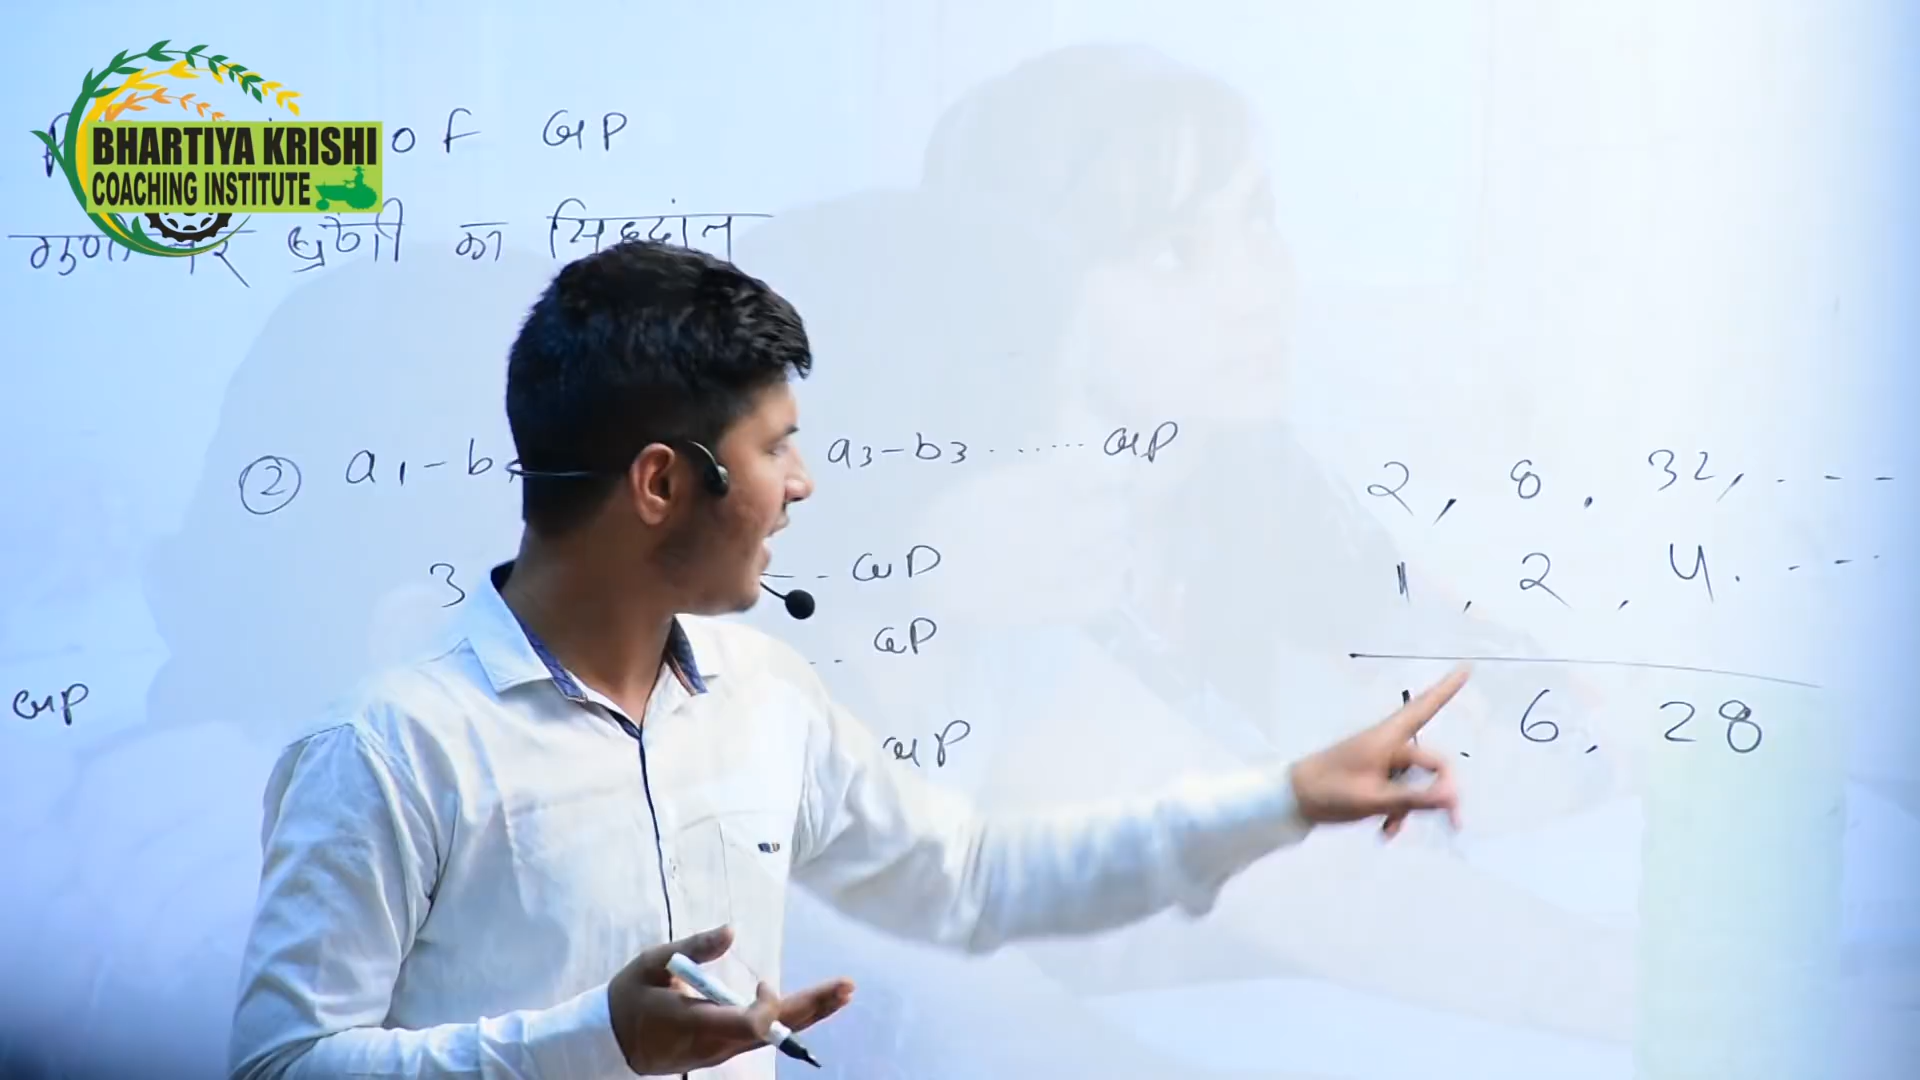 BHARTIYA KRISHI
COACHING INSTITUTE
of GP
श्रेणी का सिद्धांत
② a1-b a3-b3 ...... GP
3 -- GP
.. GP
GP
GP
2, 8, 32, - - -
1, 2, 4. - - -
1. 6, 28